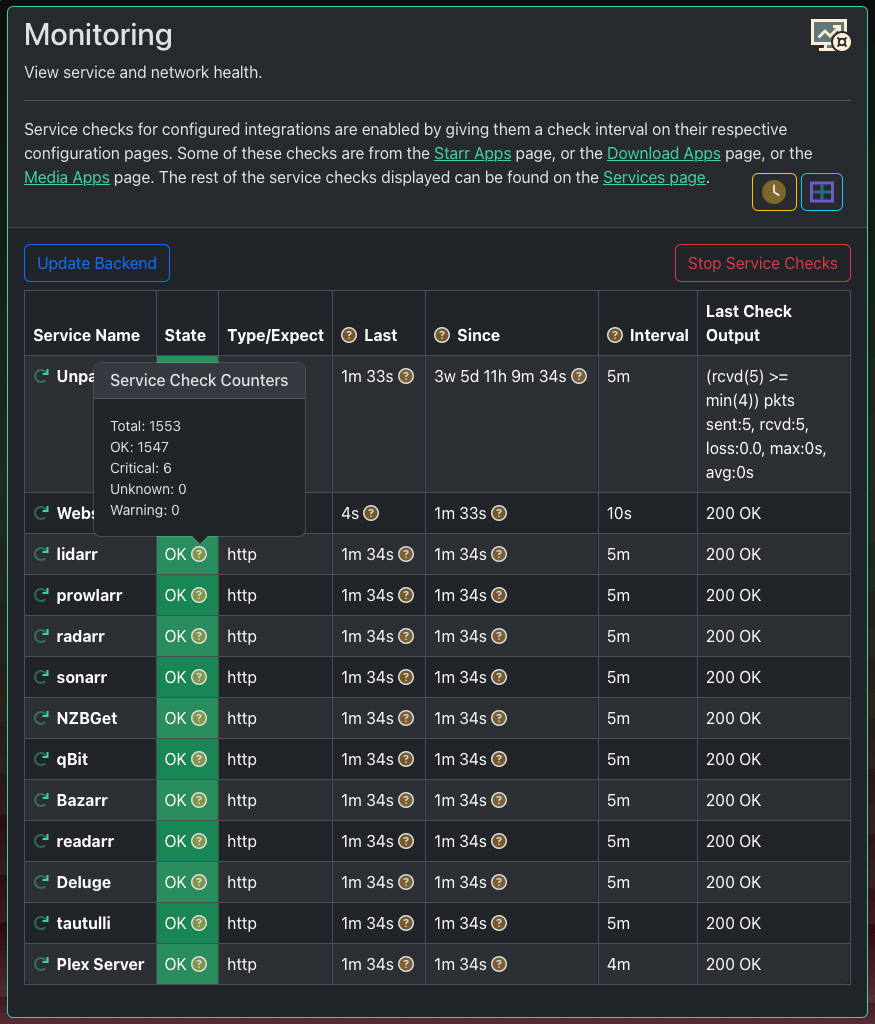 Monitoring
View service and network health.
Service checks for configured integrations are enabled by giving them a check interval on their respective
configuration pages. Some of these checks are from the Starr Apps page, or the Download Apps page, or the
Media Apps page. The rest of the service checks displayed can be found on the Services page.
Update Backend
Stop Service Checks
Service Name State Type/Expect ? Last ? Since ? Interval Last Check
Output
Unpa 1m 33s ? 3w 5d 11h 9m 34s ? 5m (rcvd(5) >=
min(4)) pkts
sent:5, rcvd:5,
loss:0.0, max:0s,
avg:0s
Service Check Counters
Total: 1553
OK: 1547
Critical: 6
Unknown: 0
Warning: 0
Webs 4s ? 1m 33s ? 10s 200 OK
lidarr OK ? http 1m 34s ? 1m 34s ? 5m 200 OK
prowlarr OK ? http 1m 34s ? 1m 34s ? 5m 200 OK
radarr OK ? http 1m 34s ? 1m 34s ? 5m 200 OK
sonarr OK ? http 1m 34s ? 1m 34s ? 5m 200 OK
NZBGet OK ? http 1m 34s ? 1m 34s ? 5m 200 OK
qBit OK ? http 1m 34s ? 1m 34s ? 5m 200 OK
Bazarr OK ? http 1m 34s ? 1m 34s ? 5m 200 OK
readarr OK ? http 1m 34s ? 1m 34s ? 5m 200 OK
Deluge OK ? http 1m 34s ? 1m 34s ? 5m 200 OK
tautulli OK ? http 1m 34s ? 1m 34s ? 5m 200 OK
Plex Server OK ? http 1m 34s ? 1m 34s ? 4m 200 OK